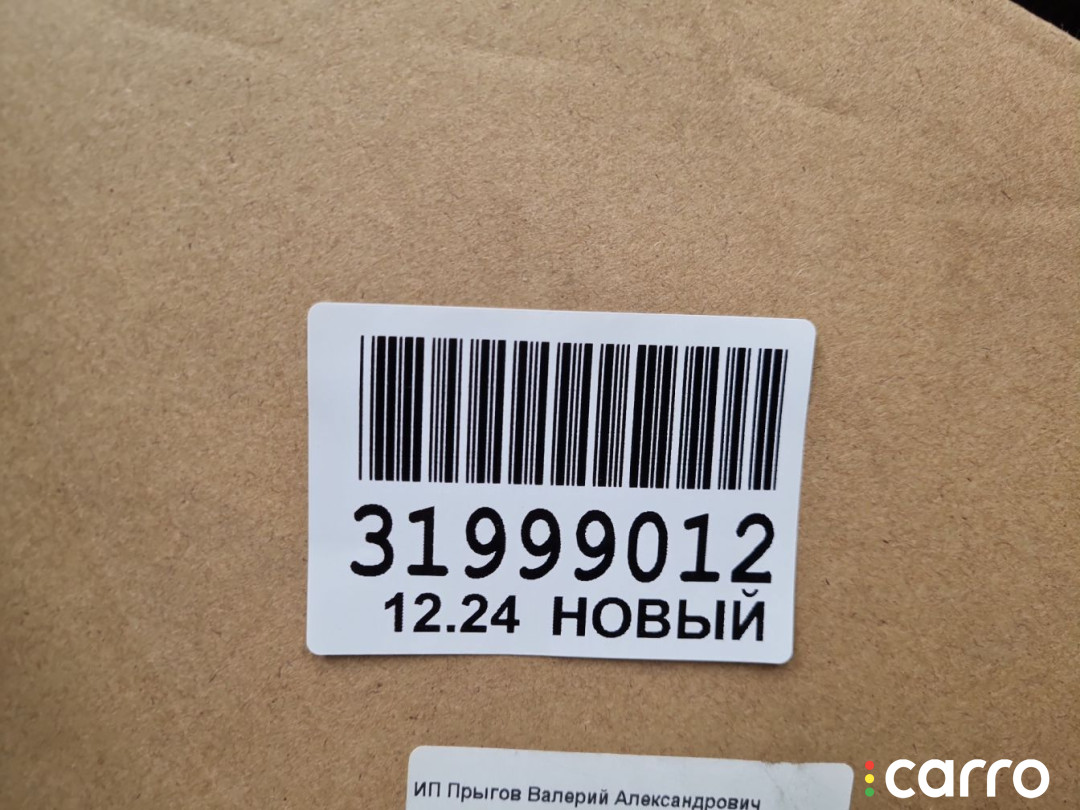 31999012
12.24 НОВЫЙ
ИП Прыгов Валерий Александрович
carro